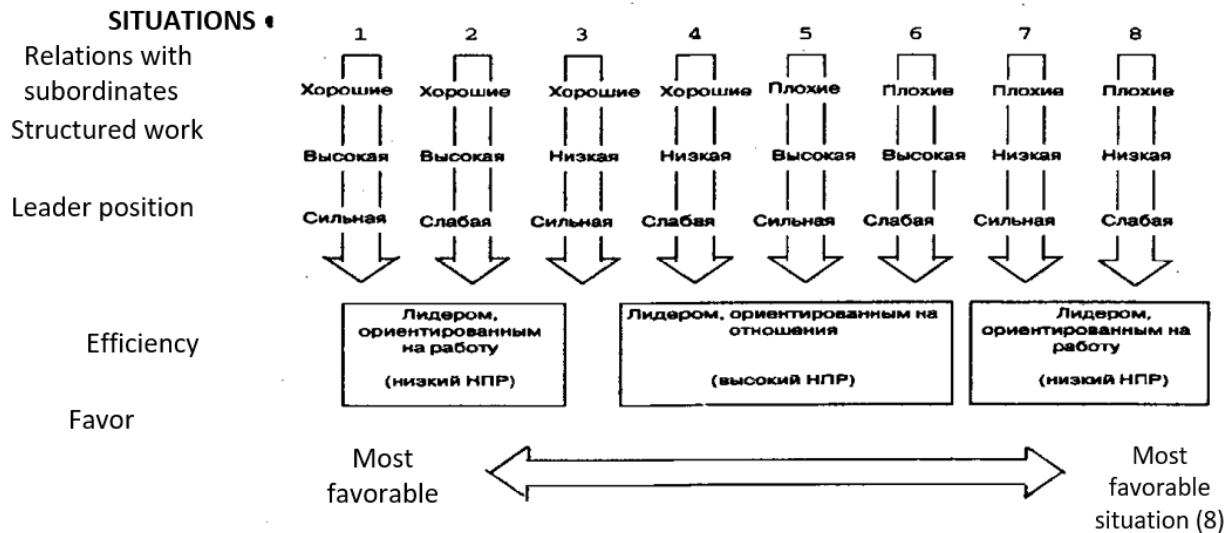 SITUATIONS
1 2 3 4 5 6 7 8
Relations with
subordinates
Хорошие Хорошие Хорошие Хорошие Плохие Плохие Плохие Плохие
Structured work
Высокая Высокая Низкая Низкая Высокая Высокая Низкая Низкая
Leader position
Сильная Слабая Сильная Слабая Сильная Слабая Сильная Слабая
Efficiency
Лидером,
ориентированным
на работу
(низкий НПР)
Лидером, ориентированным на
отношения
(высокий НПР)
Лидером,
ориентированным на
работу
(низкий НПР)
Favor
Most
favorable
Most
favorable
situation (8)